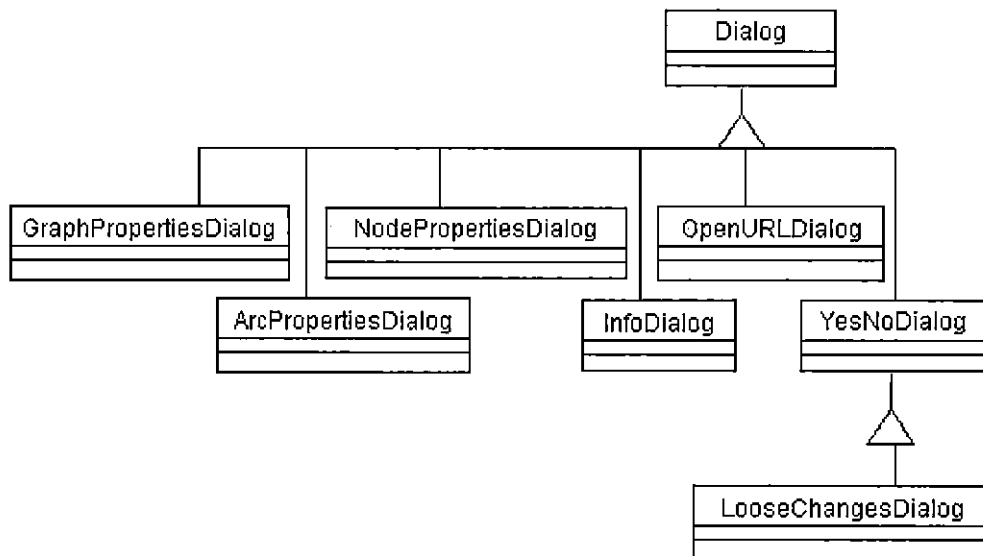 Dialog
GraphPropertiesDialog
NodePropertiesDialog
OpenURLDialog
ArcPropertiesDialog
InfoDialog
YesNoDialog
LooseChangesDialog